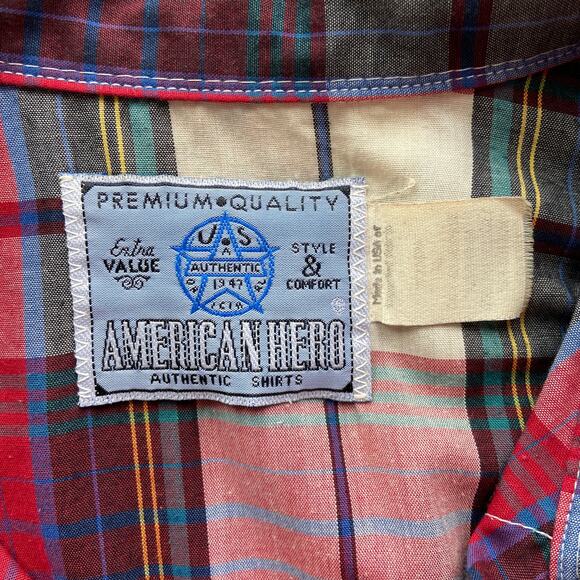 PREMIUM • QUALITY
Extra
VALUE
U.S.
A
AUTHENTIC
1947
STYLE
&
COMFORT
AMERICAN HERO
AUTHENTIC SHIRTS
Made in USA of